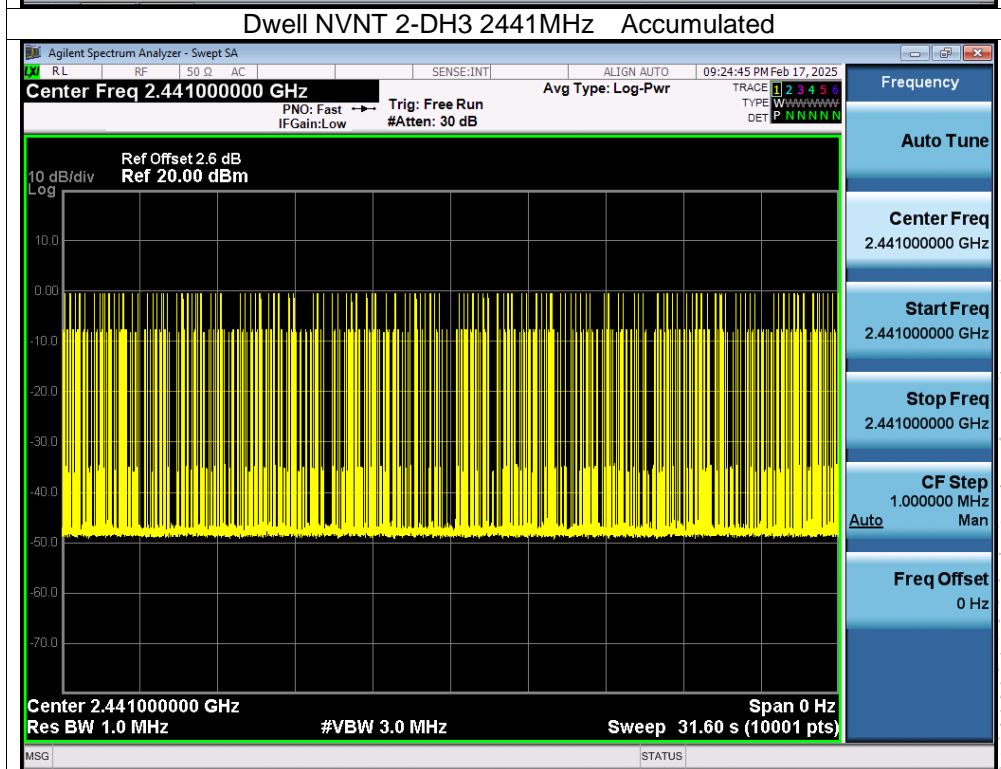 Dwell NVNT 2-DH3 2441MHz Accumulated
Agilent Spectrum Analyzer - Swept SA
LXI RL RF 50 Ω AC SENSE:INT ALIGN AUTO 09:24:45 PM Feb 17, 2025
Center Freq 2.441000000 GHz
PNO: Fast
IFGain:Low
Trig: Free Run
#Atten: 30 dB
Avg Type: Log-Pwr
TRACE 1 2 3 4 5 6
TYPE WWWWWWW
DET P N N N N N
Ref Offset 2.6 dB
10 dB/div Ref 20.00 dBm
Log
10.0
0.00
-10.0
-20.0
-30.0
-40.0
-50.0
-60.0
-70.0
Center 2.441000000 GHz Span 0 Hz
Res BW 1.0 MHz #VBW 3.0 MHz Sweep 31.60 s (10001 pts)
MSG STATUS
Frequency
Auto Tune
Center Freq
2.441000000 GHz
Start Freq
2.441000000 GHz
Stop Freq
2.441000000 GHz
CF Step
1.000000 MHz
Auto Man
Freq Offset
0 Hz